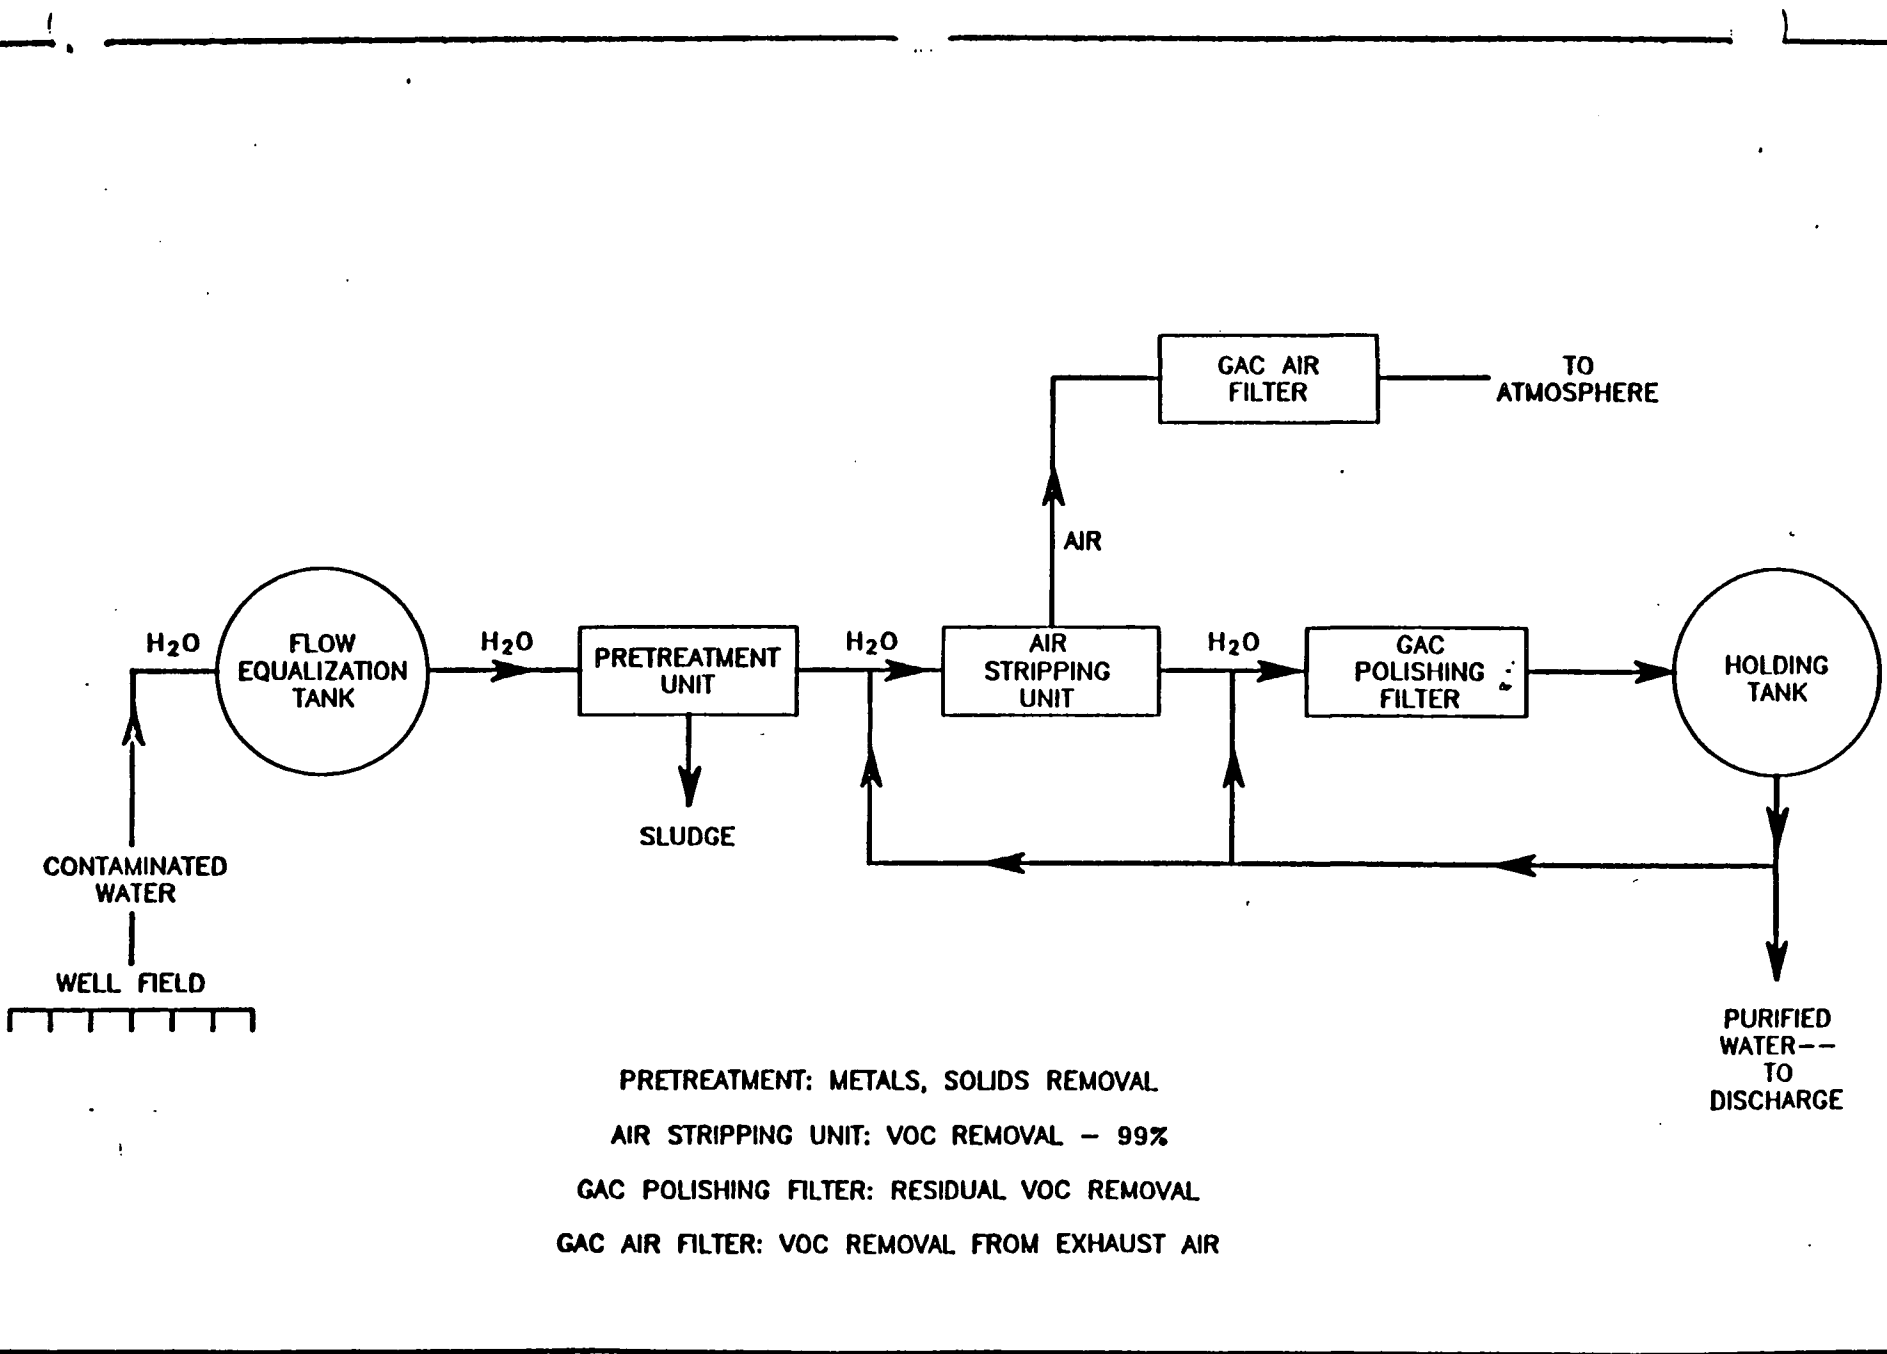 GAC AIR
FILTER
TO
ATMOSPHERE
AIR
H2O
FLOW
EQUALIZATION
TANK
H2O
PRETREATMENT
UNIT
H2O
AIR
STRIPPING
UNIT
H2O
GAC
POLISHING
FILTER
HOLDING
TANK
SLUDGE
CONTAMINATED
WATER
WELL FIELD
PURIFIED
WATER--
TO
DISCHARGE
PRETREATMENT: METALS, SOLIDS REMOVAL
AIR STRIPPING UNIT: VOC REMOVAL - 99%
GAC POLISHING FILTER: RESIDUAL VOC REMOVAL
GAC AIR FILTER: VOC REMOVAL FROM EXHAUST AIR